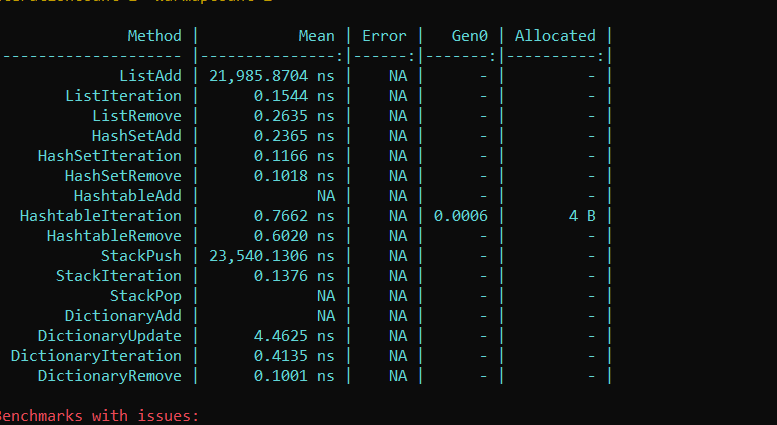 Method | Mean | Error | Gen0 | Allocated |
------------------- |---------------:|------:|-------:|----------:|
ListAdd | 21,985.8704 ns | NA | - | - |
ListIteration | 0.1544 ns | NA | - | - |
ListRemove | 0.2635 ns | NA | - | - |
HashSetAdd | 0.2365 ns | NA | - | - |
HashSetIteration | 0.1166 ns | NA | - | - |
HashSetRemove | 0.1018 ns | NA | - | - |
HashtableAdd | NA | NA | - | - |
HashtableIteration | 0.7662 ns | NA | 0.0006 | 4 B |
HashtableRemove | 0.6020 ns | NA | - | - |
StackPush | 23,540.1306 ns | NA | - | - |
StackIteration | 0.1376 ns | NA | - | - |
StackPop | NA | NA | - | - |
DictionaryAdd | NA | NA | - | - |
DictionaryUpdate | 4.4625 ns | NA | - | - |
DictionaryIteration | 0.4135 ns | NA | - | - |
DictionaryRemove | 0.1001 ns | NA | - | - |
Benchmarks with issues: